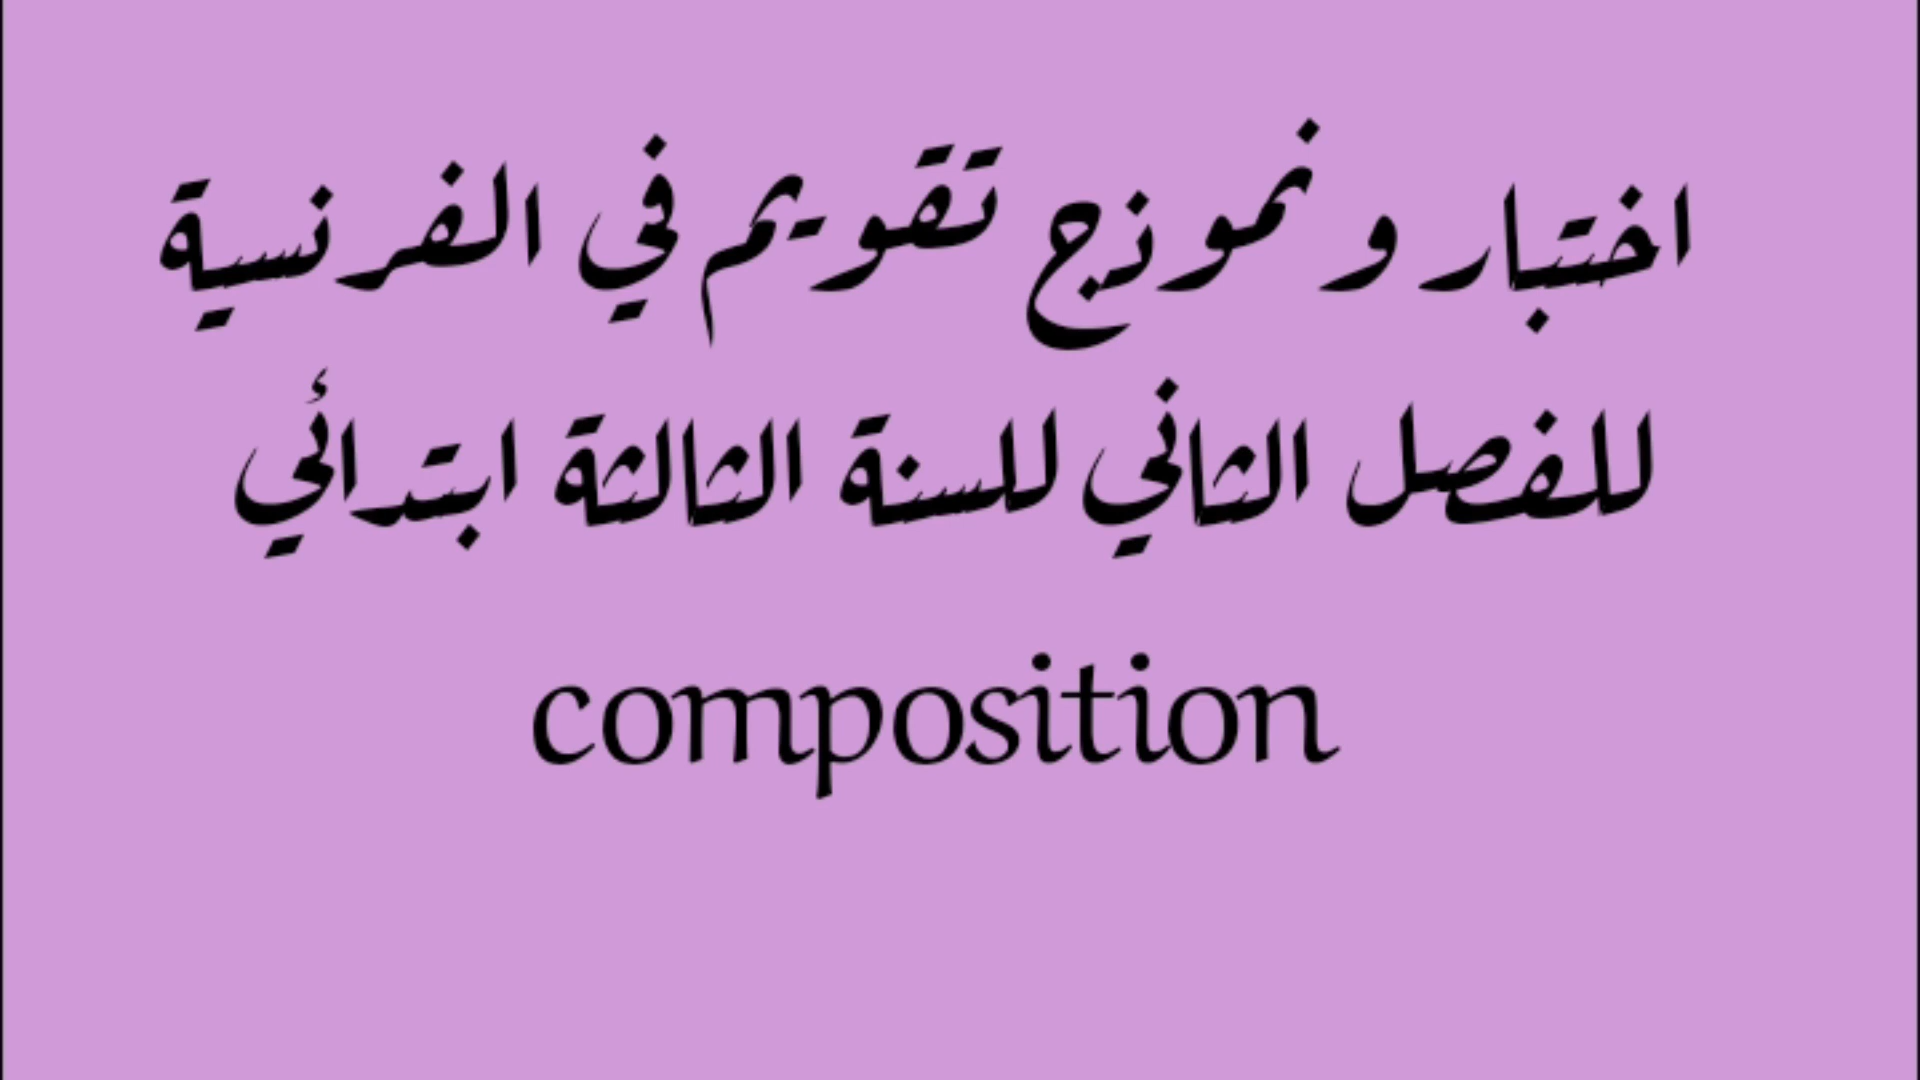 اختبار و نموذج تقويم في الفرنسية
للفصل الثاني للسنة الثالثة ابتدائي
composition